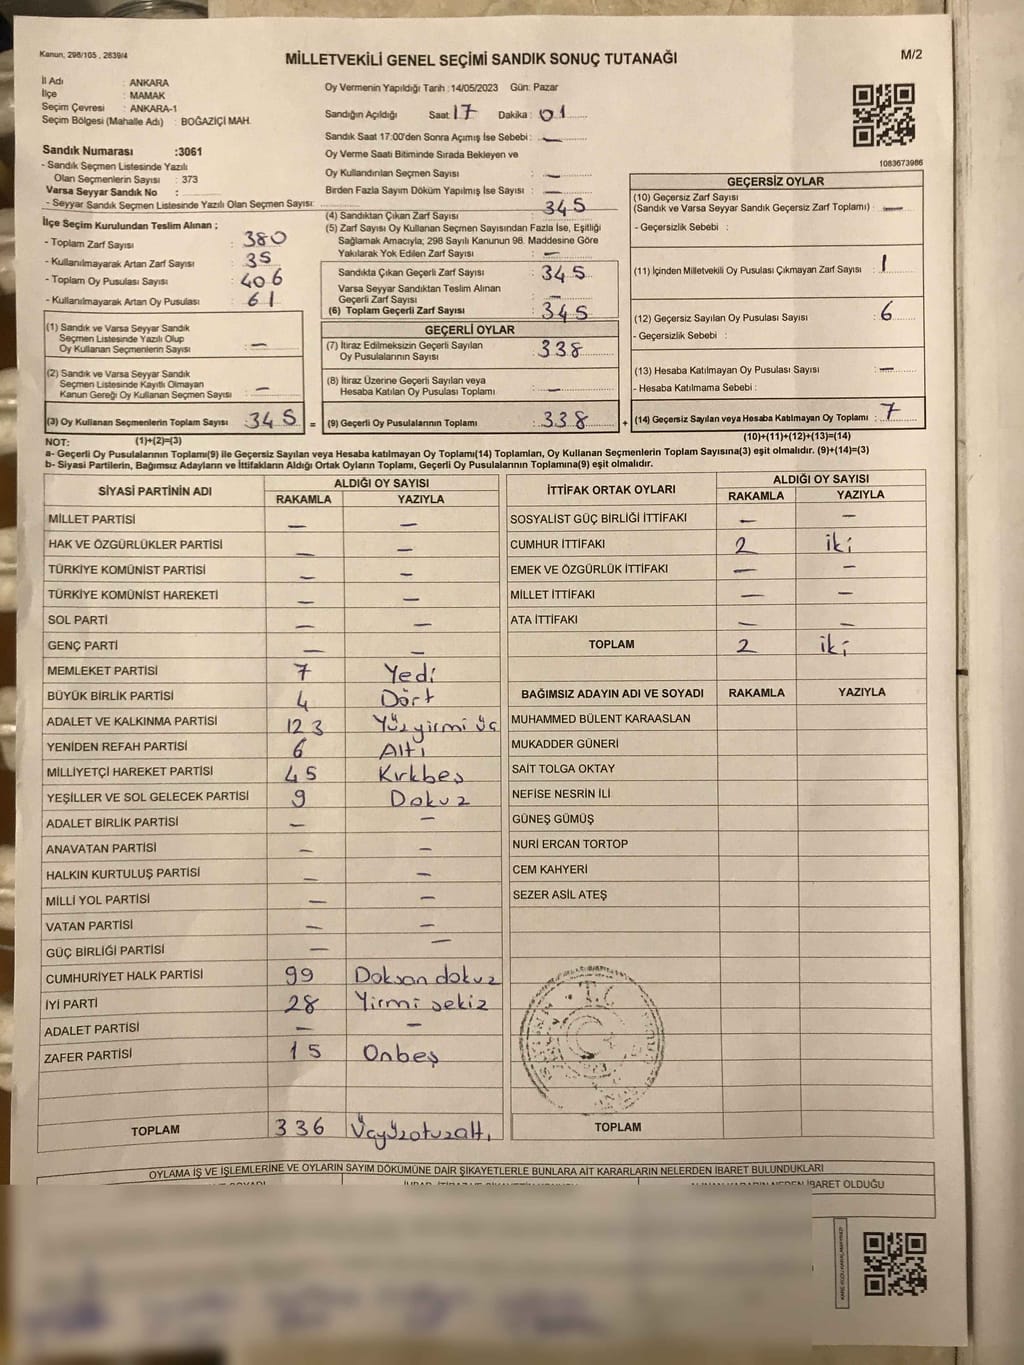 Kanun, 298/105 , 2839/4
MİLLETVEKİLİ GENEL SEÇİMİ SANDIK SONUÇ TUTANAĞI
M/2
İl Adı : ANKARA
İlçe : MAMAK
Seçim Çevresi : ANKARA-1
Seçim Bölgesi (Mahalle Adı) : BOĞAZİÇİ MAH.
Oy Vermenin Yapıldığı Tarih :14/05/2023 Gün: Pazar
Sandığın Açıldığı Saat: 17 Dakika : 01
Sandık Saat 17:00'den Sonra Açımış İse Sebebi : —
Oy Verme Saati Bitiminde Sırada Bekleyen ve
Oy Kullandırılan Seçmen Sayısı : —
Birden Fazla Sayım Döküm Yapılmış İse Sayısı : —
1083673986
Sandık Numarası :3061
- Sandık Seçmen Listesinde Yazılı
Olan Seçmenlerin Sayısı : 373
Varsa Seyyar Sandık No :
- Seyyar Sandık Seçmen Listesinde Yazılı Olan Seçmen Sayısı:
İlçe Seçim Kurulundan Teslim Alınan ;
- Toplam Zarf Sayısı : 380
- Kullanılmayarak Artan Zarf Sayısı : 35
- Toplam Oy Pusulası Sayısı : 406
- Kullanılmayarak Artan Oy Pusulası : 61
(1) Sandık ve Varsa Seyyar Sandık
Seçmen Listesinde Yazılı Olup
Oy Kullanan Seçmenlerin Sayısı : —
(2) Sandık ve Varsa Seyyar Sandık
Seçmen Listesinde Kayıtlı Olmayan
Kanun Gereği Oy Kullanan Seçmen Sayısı : —
(3) Oy Kullanan Seçmenlerin Toplam Sayısı : 345 =
(4) Sandıktan Çıkan Zarf Sayısı : 345
(5) Zarf Sayısı Oy Kullanan Seçmen Sayısından Fazla İse, Eşitliği
Sağlamak Amacıyla; 298 Sayılı Kanunun 98. Maddesine Göre
Yakılarak Yok Edilen Zarf Sayısı : —
Sandıkta Çıkan Geçerli Zarf Sayısı : 345
Varsa Seyyar Sandıktan Teslim Alınan
Geçerli Zarf Sayısı : —
(6) Toplam Geçerli Zarf Sayısı : 345
GEÇERLİ OYLAR
(7) İtiraz Edilmeksizin Geçerli Sayılan
Oy Pusulalarının Sayısı : 338
(8) İtiraz Üzerine Geçerli Sayılan veya
Hesaba Katılan Oy Pusulası Toplamı : —
(9) Geçerli Oy Pusulalarının Toplamı : 338 +
GEÇERSİZ OYLAR
(10) Geçersiz Zarf Sayısı
(Sandık ve Varsa Seyyar Sandık Geçersiz Zarf Toplamı) : —
- Geçersizlik Sebebi :
(11) İçinden Milletvekili Oy Pusulası Çıkmayan Zarf Sayısı : 1
(12) Geçersiz Sayılan Oy Pusulası Sayısı : 6
- Geçersizlik Sebebi :
(13) Hesaba Katılmayan Oy Pusulası Sayısı : —
- Hesaba Katılmama Sebebi :
(14) Geçersiz Sayılan veya Hesaba Katılmayan Oy Toplamı : 7
NOT: (1)+(2)=(3) (10)+(11)+(12)+(13)=(14)
a- Geçerli Oy Pusulalarının Toplamı(9) ile Geçersiz Sayılan veya Hesaba katılmayan Oy Toplamı(14) Toplamları, Oy Kullanan Seçmenlerin Toplam Sayısına(3) eşit olmalıdır. (9)+(14)=(3)
b- Siyasi Partilerin, Bağımsız Adayların ve İttifakların Aldığı Ortak Oyların Toplamı, Geçerli Oy Pusulalarının Toplamına(9) eşit olmalıdır.
SİYASİ PARTİNİN ADI ALDIĞI OY SAYISI
RAKAMLA YAZIYLA
MİLLET PARTİSİ — —
HAK VE ÖZGÜRLÜKLER PARTİSİ — —
TÜRKİYE KOMÜNİST PARTİSİ — —
TÜRKİYE KOMÜNİST HAREKETİ — —
SOL PARTİ — —
GENÇ PARTİ — —
MEMLEKET PARTİSİ 7 Yedi
BÜYÜK BİRLİK PARTİSİ 4 Dört
ADALET VE KALKINMA PARTİSİ 123 Yüzyirmi üç
YENİDEN REFAH PARTİSİ 6 Altı
MİLLİYETÇİ HAREKET PARTİSİ 45 Kırkbeş
YEŞİLLER VE SOL GELECEK PARTİSİ 9 Dokuz
ADALET BİRLİK PARTİSİ — —
ANAVATAN PARTİSİ — —
HALKIN KURTULUŞ PARTİSİ — —
MİLLİ YOL PARTİSİ — —
VATAN PARTİSİ — —
GÜÇ BİRLİĞİ PARTİSİ — —
CUMHURİYET HALK PARTİSİ 99 Doksan dokuz
İYİ PARTİ 28 Yirmi sekiz
ADALET PARTİSİ — —
ZAFER PARTİSİ 15 Onbeş
TOPLAM 336 Üçyüzotuzaltı
İTTİFAK ORTAK OYLARI ALDIĞI OY SAYISI
RAKAMLA YAZIYLA
SOSYALİST GÜÇ BİRLİĞİ İTTİFAKI — —
CUMHUR İTTİFAKI 2 iki
EMEK VE ÖZGÜRLÜK İTTİFAKI — —
MİLLET İTTİFAKI — —
ATA İTTİFAKI — —
TOPLAM 2 iki
BAĞIMSIZ ADAYIN ADI VE SOYADI RAKAMLA YAZIYLA
MUHAMMED BÜLENT KARAASLAN
MUKADDER GÜNERİ
SAİT TOLGA OKTAY
NEFİSE NESRİN İLİ
GÜNEŞ GÜMÜŞ
NURİ ERCAN TORTOP
CEM KAHYERİ
SEZER ASİL ATEŞ
T.C.
TOPLAM
OYLAMA İŞ VE İŞLEMLERİNE VE OYLARIN SAYIM DÖKÜMÜNE DAİR ŞİKAYETLERLE BUNLARA AİT KARARLARIN NELERDEN İBARET BULUNDUKLARI
İBARET OLDUĞU